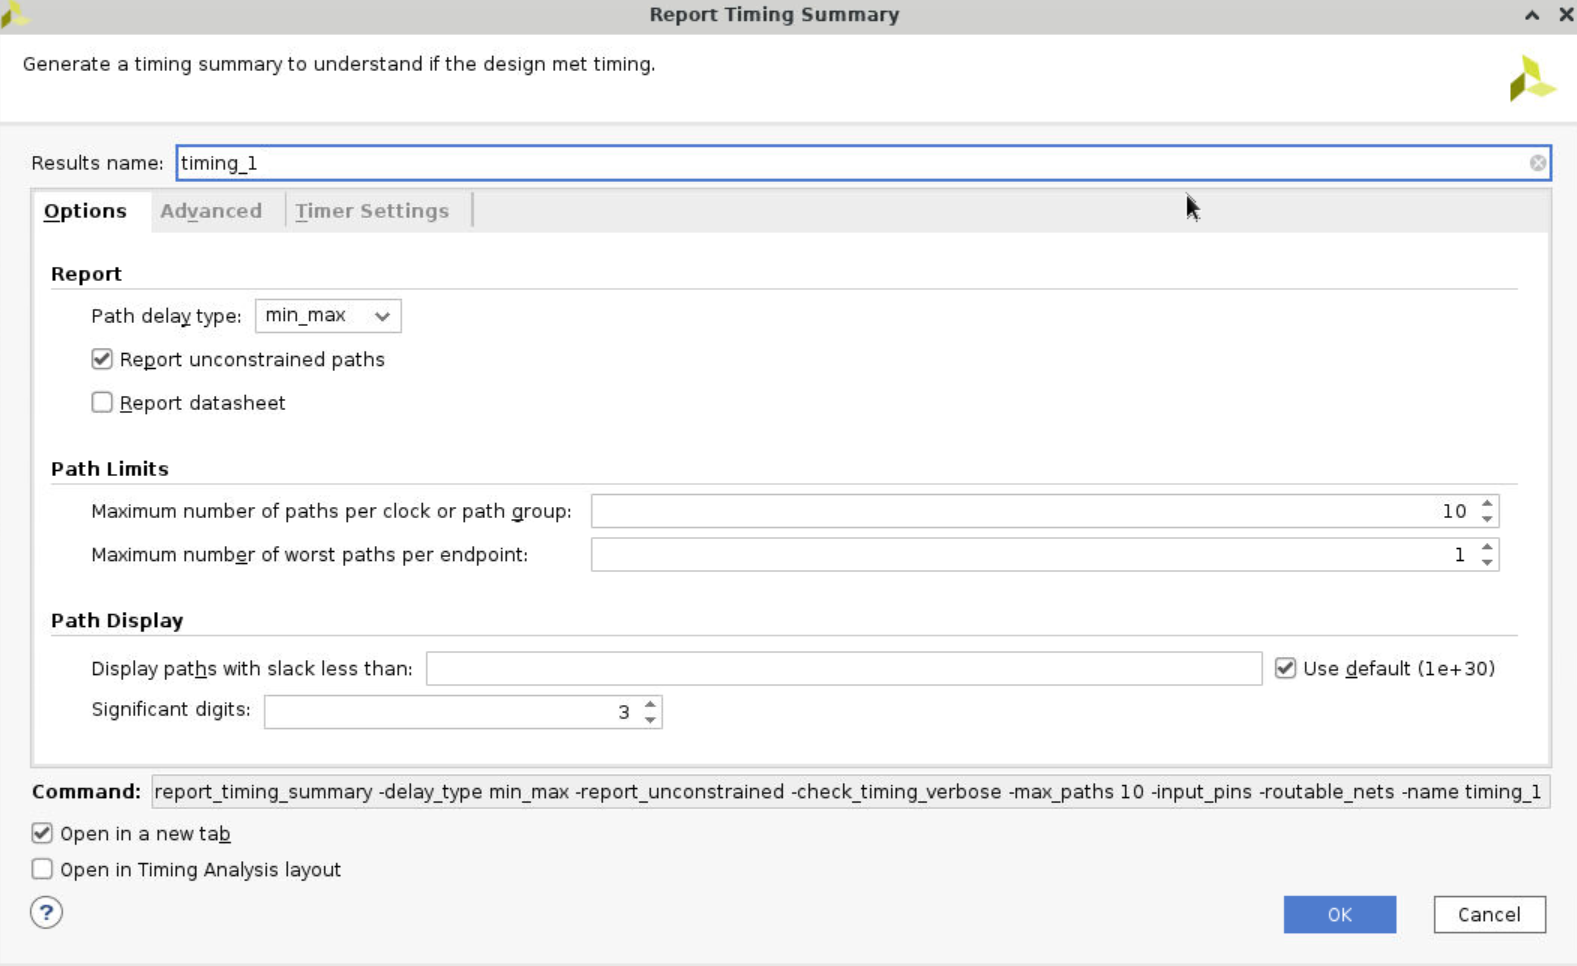 Report Timing Summary
Generate a timing summary to understand if the design met timing.
Results name: timing_1
Options Advanced Timer Settings
Report
Path delay type: min_max
Report unconstrained paths
Report datasheet
Path Limits
Maximum number of paths per clock or path group: 10
Maximum number of worst paths per endpoint: 1
Path Display
Display paths with slack less than: Use default (1e+30)
Significant digits: 3
Command: report_timing_summary -delay_type min_max -report_unconstrained -check_timing_verbose -max_paths 10 -input_pins -routable_nets -name timing_1
Open in a new tab
Open in Timing Analysis layout
? OK Cancel